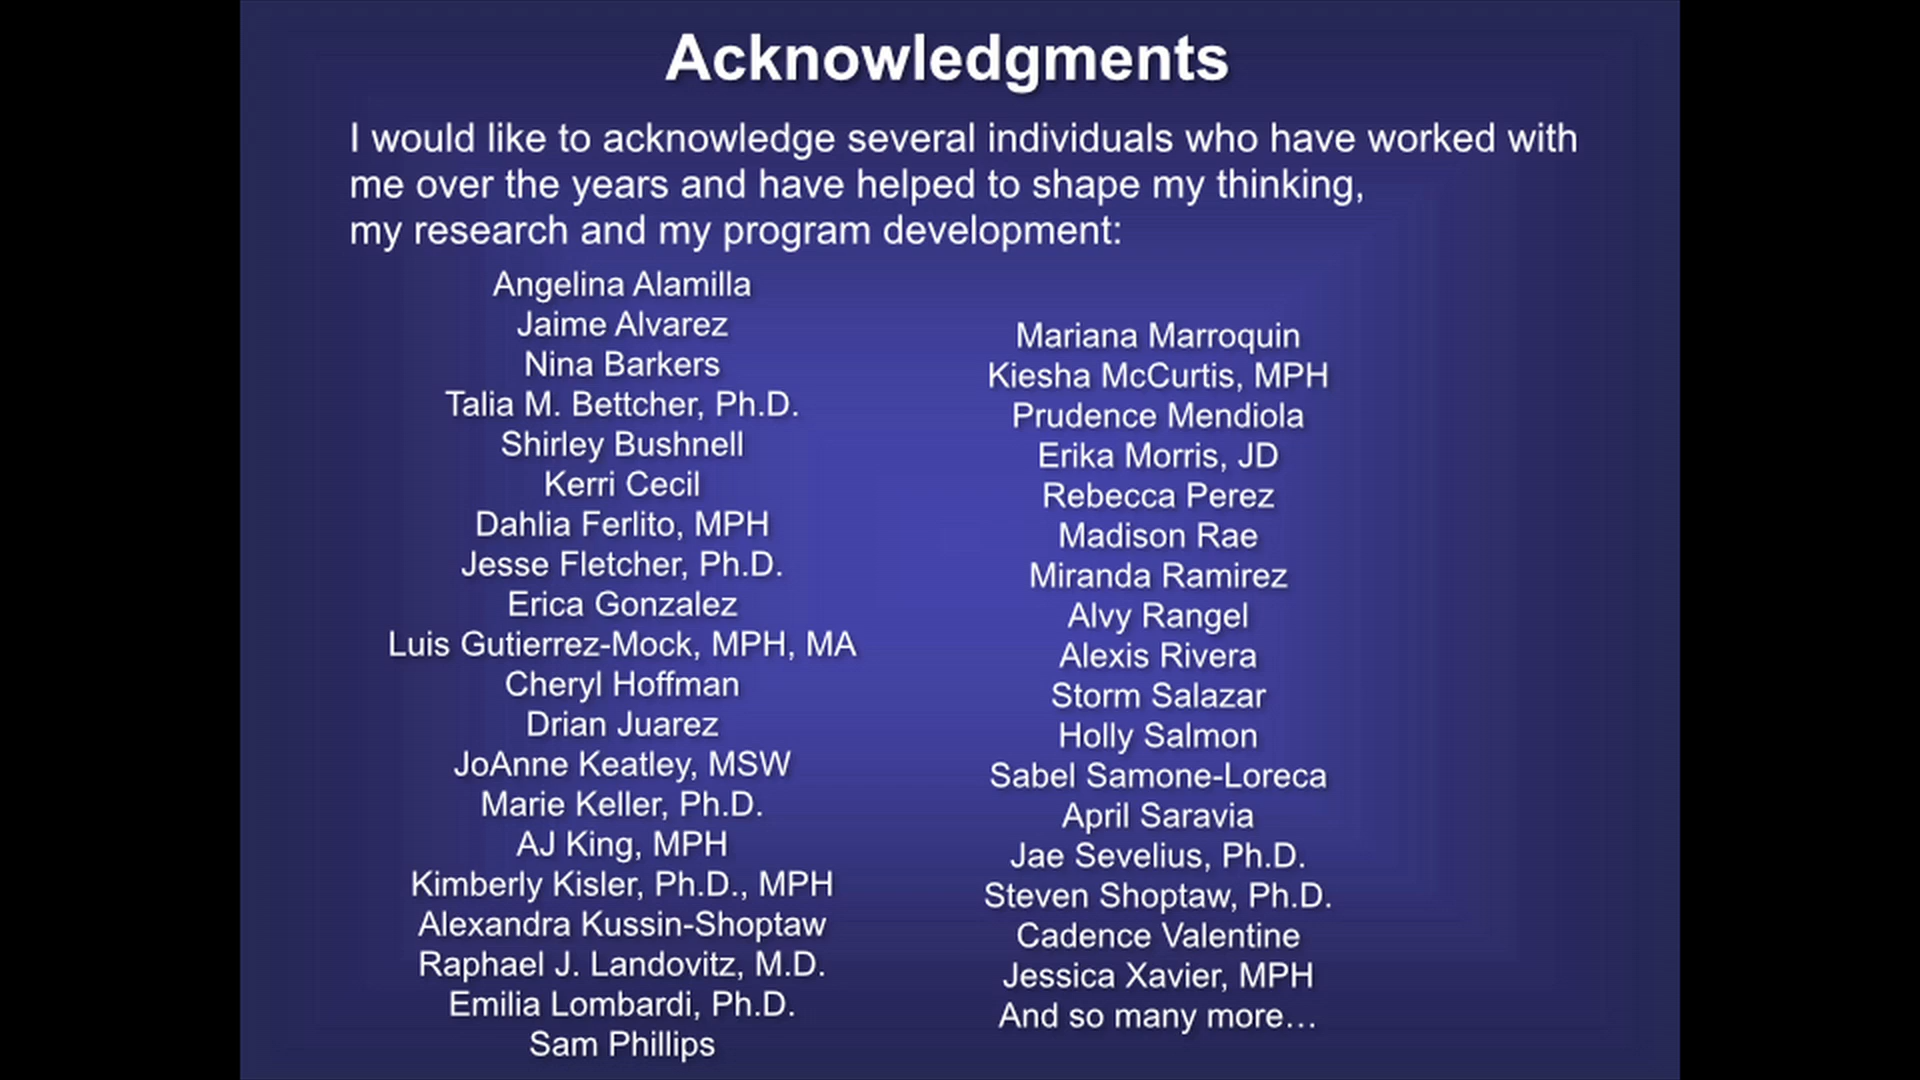 Acknowledgments
I would like to acknowledge several individuals who have worked with
me over the years and have helped to shape my thinking,
my research and my program development:
Angelina Alamilla
Jaime Alvarez
Nina Barkers
Talia M. Bettcher, Ph.D.
Shirley Bushnell
Kerri Cecil
Dahlia Ferlito, MPH
Jesse Fletcher, Ph.D.
Erica Gonzalez
Luis Gutierrez-Mock, MPH, MA
Cheryl Hoffman
Drian Juarez
JoAnne Keatley, MSW
Marie Keller, Ph.D.
AJ King, MPH
Kimberly Kisler, Ph.D., MPH
Alexandra Kussin-Shoptaw
Raphael J. Landovitz, M.D.
Emilia Lombardi, Ph.D.
Sam Phillips
Mariana Marroquin
Kiesha McCurtis, MPH
Prudence Mendiola
Erika Morris, JD
Rebecca Perez
Madison Rae
Miranda Ramirez
Alvy Rangel
Alexis Rivera
Storm Salazar
Holly Salmon
Sabel Samone-Loreca
April Saravia
Jae Sevelius, Ph.D.
Steven Shoptaw, Ph.D.
Cadence Valentine
Jessica Xavier, MPH
And so many more…